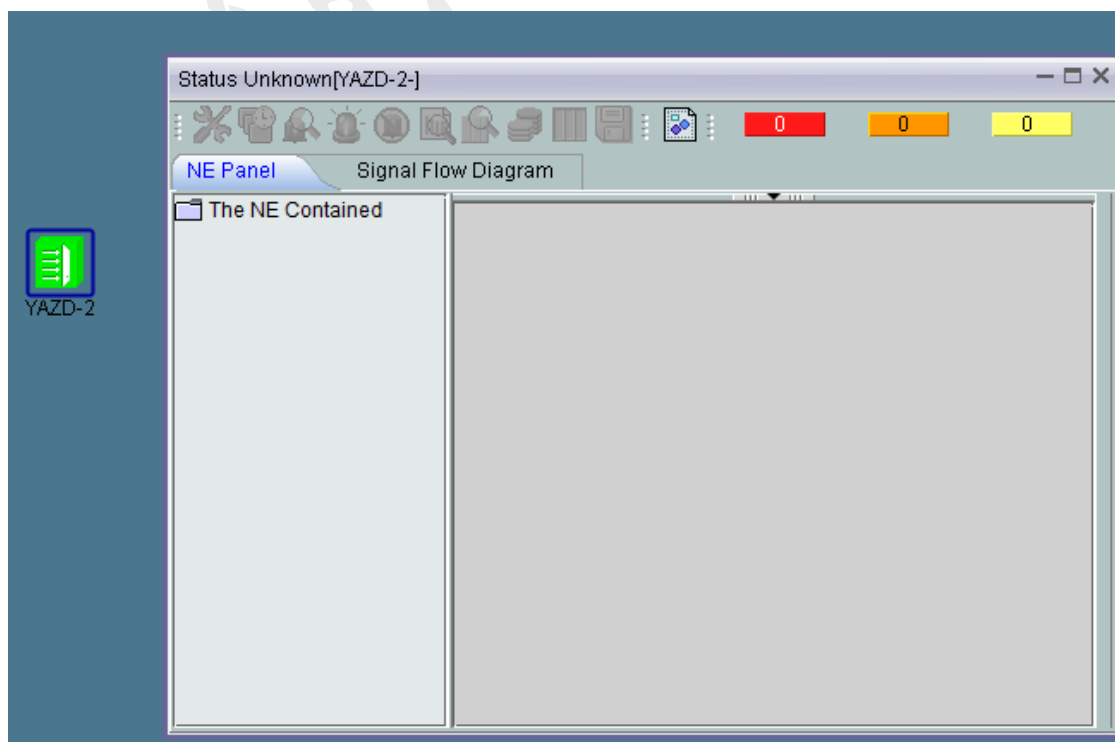 Status Unknown[YAZD-2-]
0 0 0
NE Panel Signal Flow Diagram
The NE Contained
YAZD-2